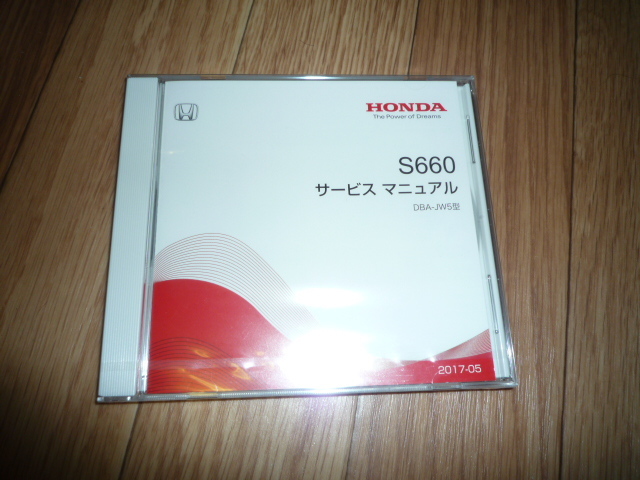 HONDA
The Power of Dreams
S660
サービス マニュアル
DBA-JW5型
2017-05